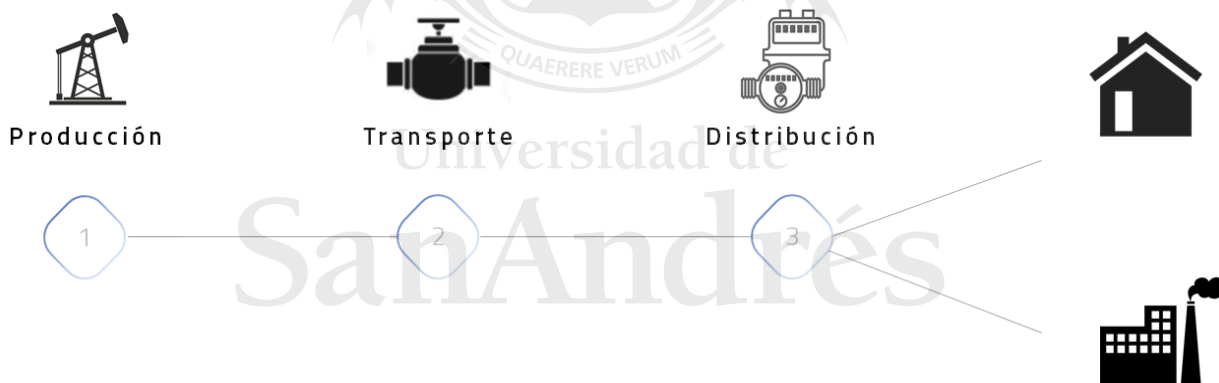 QUAERERE VERUM
Producción
Transporte
Distribución
Universidad de
SanAndrés
1
2
3